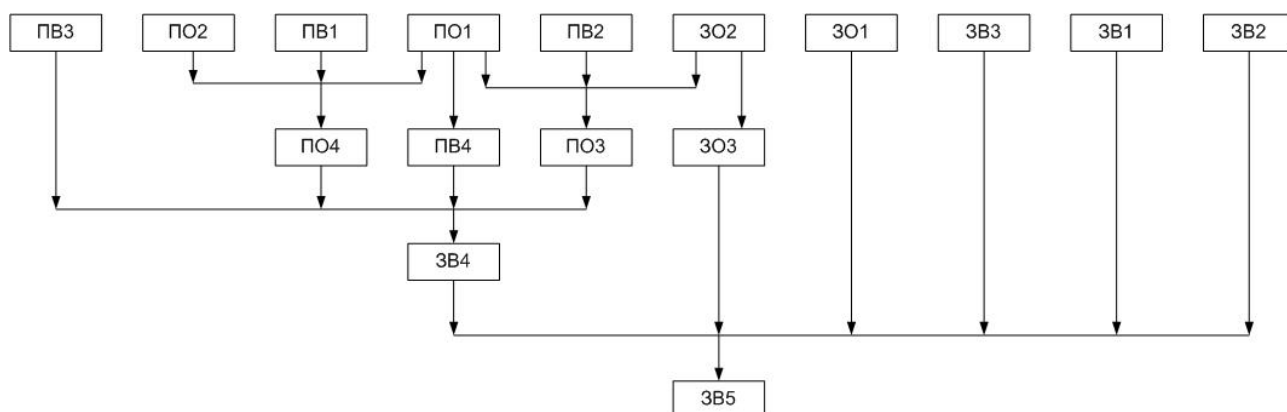 ПВ3 ПО2 ПВ1 ПО1 ПВ2 ЗО2 ЗО1 ЗВ3 ЗВ1 ЗВ2
ПО4 ПВ4 ПО3 ЗО3
ЗВ4
ЗВ5